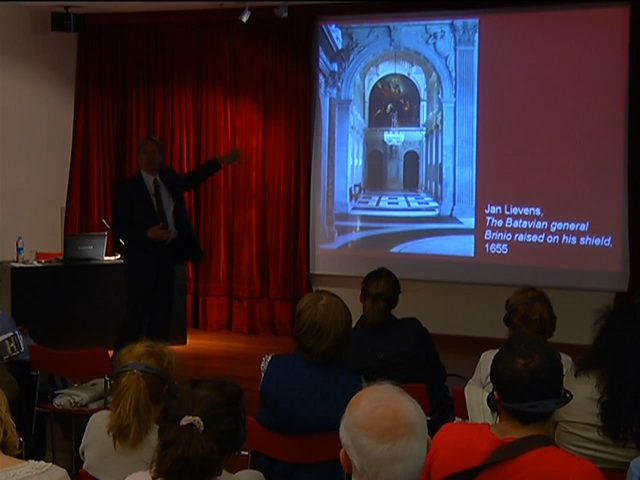 Jan Lievens,
The Batavian general
Brinio raised on his shield,
1655